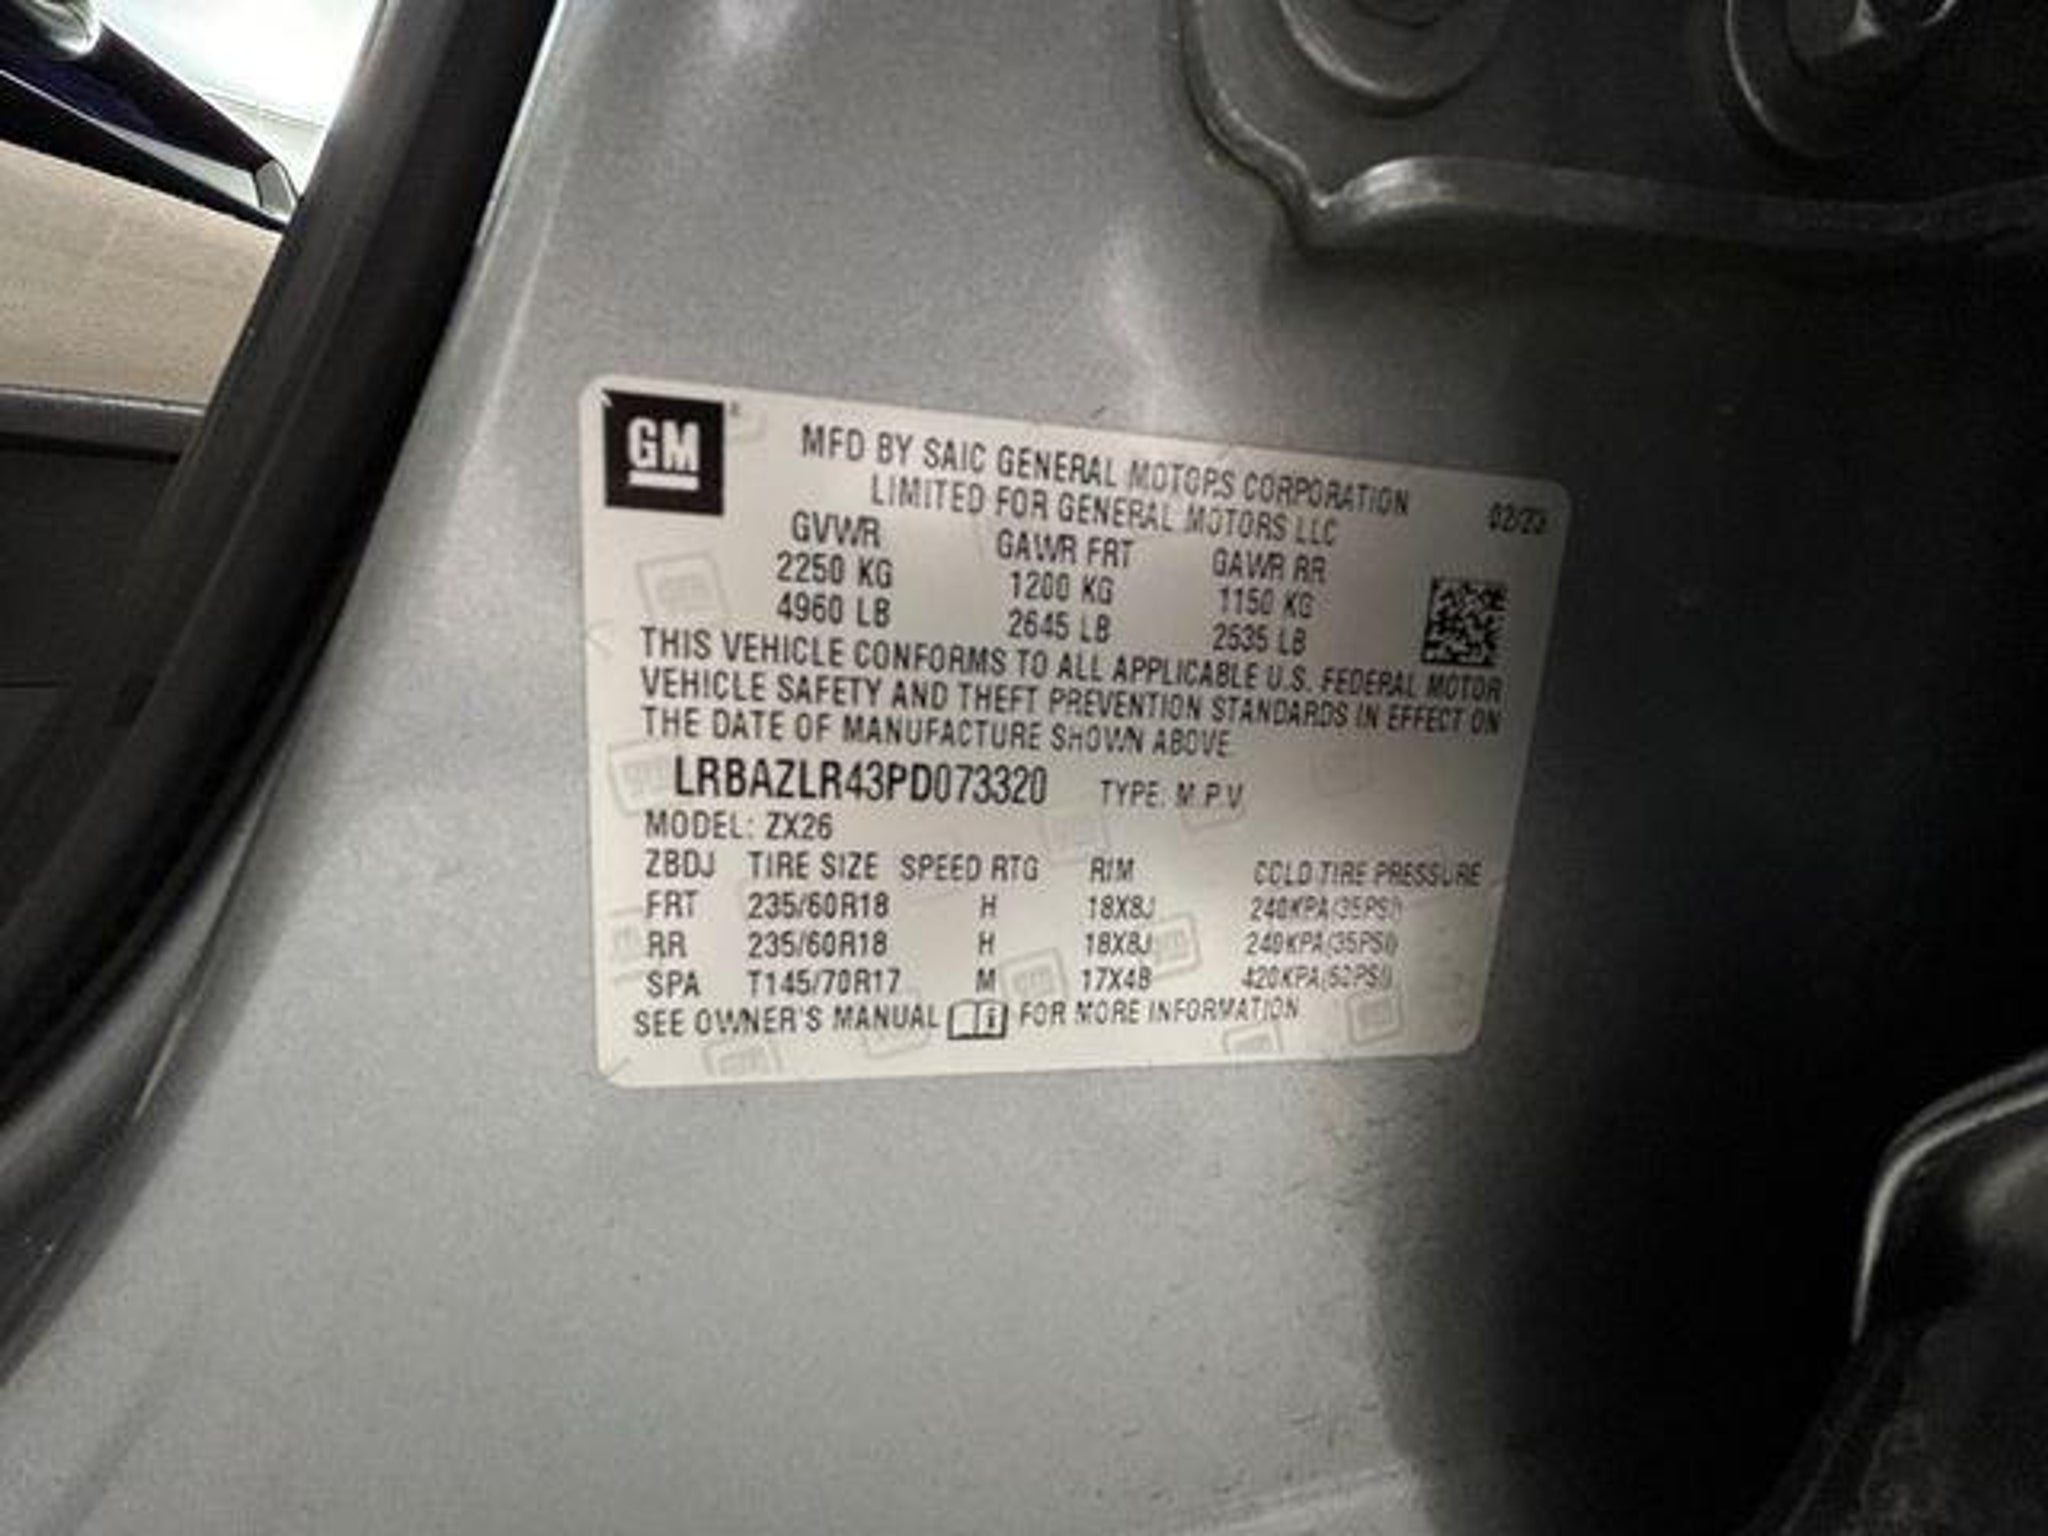 GM
MFD BY SAIC GENERAL MOTORS CORPORATION
LIMITED FOR GENERAL MOTORS LLC
02/23
GVWR GAWR FRT GAWR RR
2250 KG 1200 KG 1150 KG
4960 LB 2645 LB 2535 LB
THIS VEHICLE CONFORMS TO ALL APPLICABLE U.S. FEDERAL MOTOR
VEHICLE SAFETY AND THEFT PREVENTION STANDARDS IN EFFECT ON
THE DATE OF MANUFACTURE SHOWN ABOVE.
LRBAZLR43PD073320 TYPE: M.P.V.
MODEL: ZX26
ZBDJ TIRE SIZE SPEED RTG RIM COLD TIRE PRESSURE
FRT 235/60R18 H 18X8J 240KPA(35PSI)
RR 235/60R18 H 18X8J 240KPA(35PSI)
SPA T145/70R17 M 17X4B 420KPA(60PSI)
SEE OWNER'S MANUAL FOR MORE INFORMATION